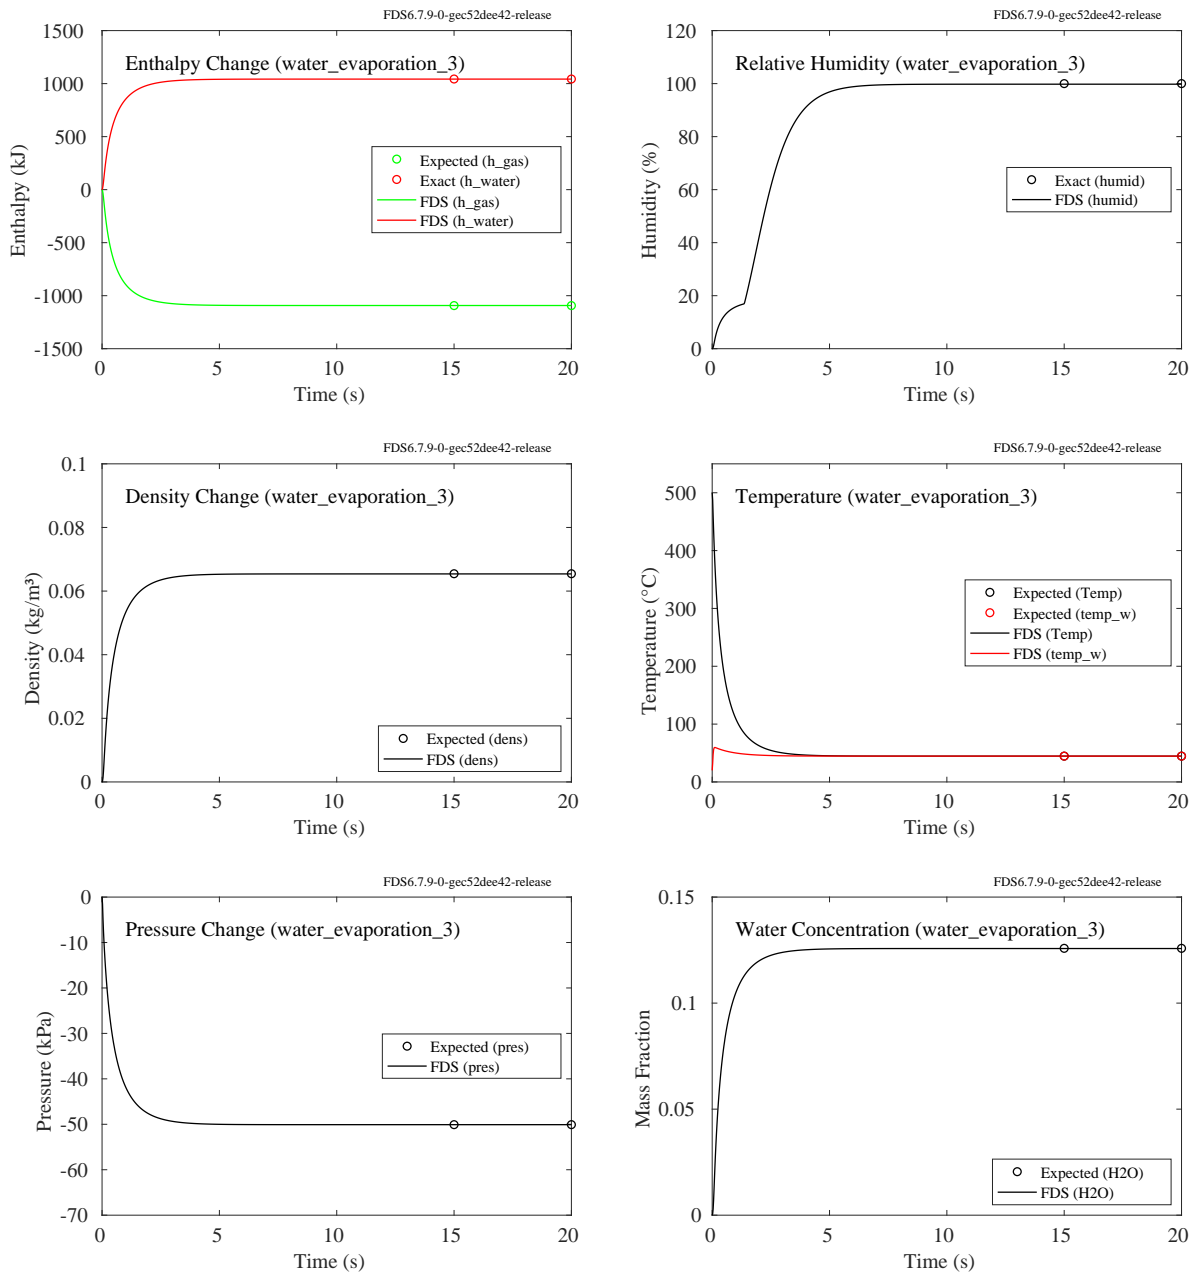 FDS6.7.9-0-gec52dee42-release
Enthalpy Change (water_evaporation_3)
1500
1000
500
0
-500
-1000
-1500
Enthalpy (kJ)
Expected (h_gas)
Exact (h_water)
FDS (h_gas)
FDS (h_water)
0
5
10
15
20
Time (s)
FDS6.7.9-0-gec52dee42-release
Relative Humidity (water_evaporation_3)
120
100
80
60
40
20
0
Humidity (%)
Exact (humid)
FDS (humid)
0
5
10
15
20
Time (s)
FDS6.7.9-0-gec52dee42-release
Density Change (water_evaporation_3)
0.1
0.08
0.06
0.04
0.02
0
Density (kg/m³)
Expected (dens)
FDS (dens)
0
5
10
15
20
Time (s)
FDS6.7.9-0-gec52dee42-release
Temperature (water_evaporation_3)
500
400
300
200
100
0
Temperature (°C)
Expected (Temp)
Expected (temp_w)
FDS (Temp)
FDS (temp_w)
0
5
10
15
20
Time (s)
FDS6.7.9-0-gec52dee42-release
Pressure Change (water_evaporation_3)
0
-10
-20
-30
-40
-50
-60
-70
Pressure (kPa)
Expected (pres)
FDS (pres)
0
5
10
15
20
Time (s)
FDS6.7.9-0-gec52dee42-release
Water Concentration (water_evaporation_3)
0.15
0.1
0.05
0
Mass Fraction
Expected (H2O)
FDS (H2O)
0
5
10
15
20
Time (s)